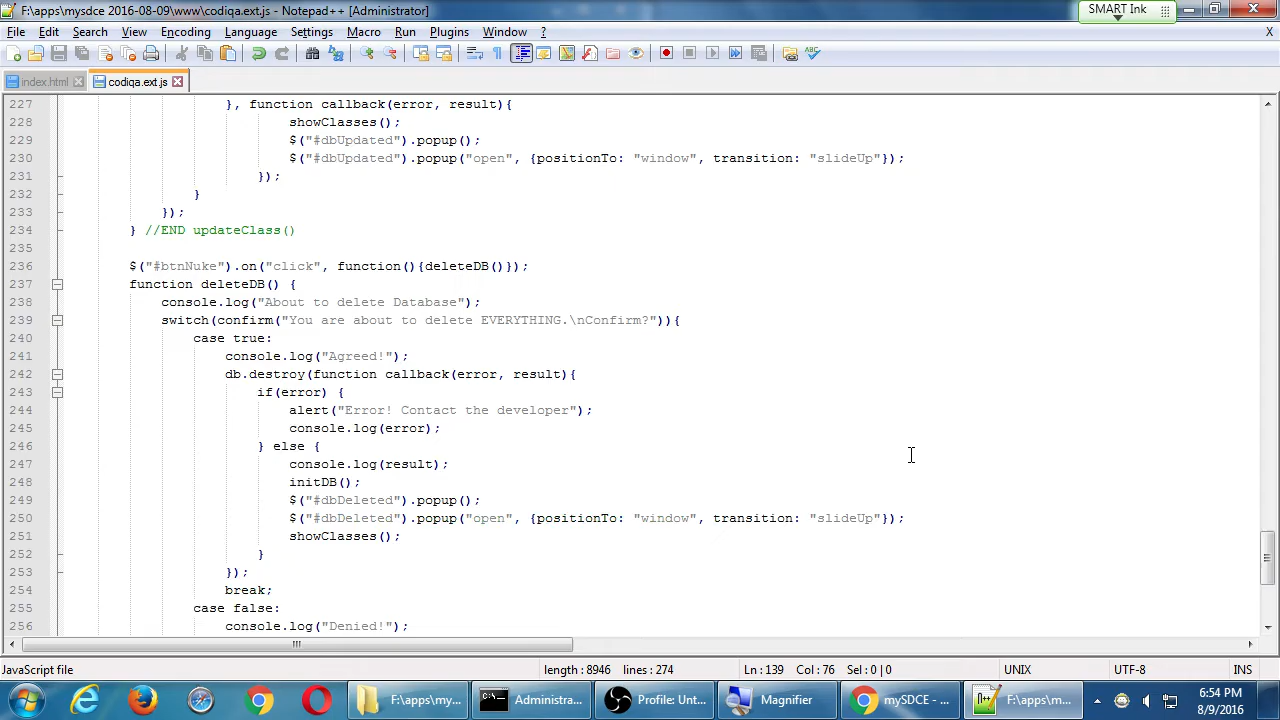 F:\apps\mysdce 2016-08-09\www\codiqa.ext.js - Notepad++ [Administrator]
SMART Ink
File Edit Search View Encoding Language Settings Macro Run Plugins Window ? X
index.html codiqa.ext.js
227 }, function callback(error, result){
228 showClasses();
229 $("#dbUpdated").popup();
230 $("#dbUpdated").popup("open", {positionTo: "window", transition: "slideUp"});
231 });
232 }
233 });
234 } //END updateClass()
235
236 $("#btnNuke").on("click", function(){deleteDB()});
237 function deleteDB() {
238 console.log("About to delete Database");
239 switch(confirm("You are about to delete EVERYTHING.\nConfirm?")){
240 case true:
241 console.log("Agreed!");
242 db.destroy(function callback(error, result){
243 if(error) {
244 alert("Error! Contact the developer");
245 console.log(error);
246 } else {
247 console.log(result);
248 initDB();
249 $("#dbDeleted").popup();
250 $("#dbDeleted").popup("open", {positionTo: "window", transition: "slideUp"});
251 showClasses();
252 }
253 });
254 break;
255 case false:
256 console.log("Denied!");
JavaScript file length : 8946 lines : 274 Ln : 139 Col : 76 Sel : 0 | 0 UNIX UTF-8 INS
F:\apps\my... Administra... Profile: Unt... Magnifier mySDCE - ... F:\apps\m... 6:54 PM
8/9/2016